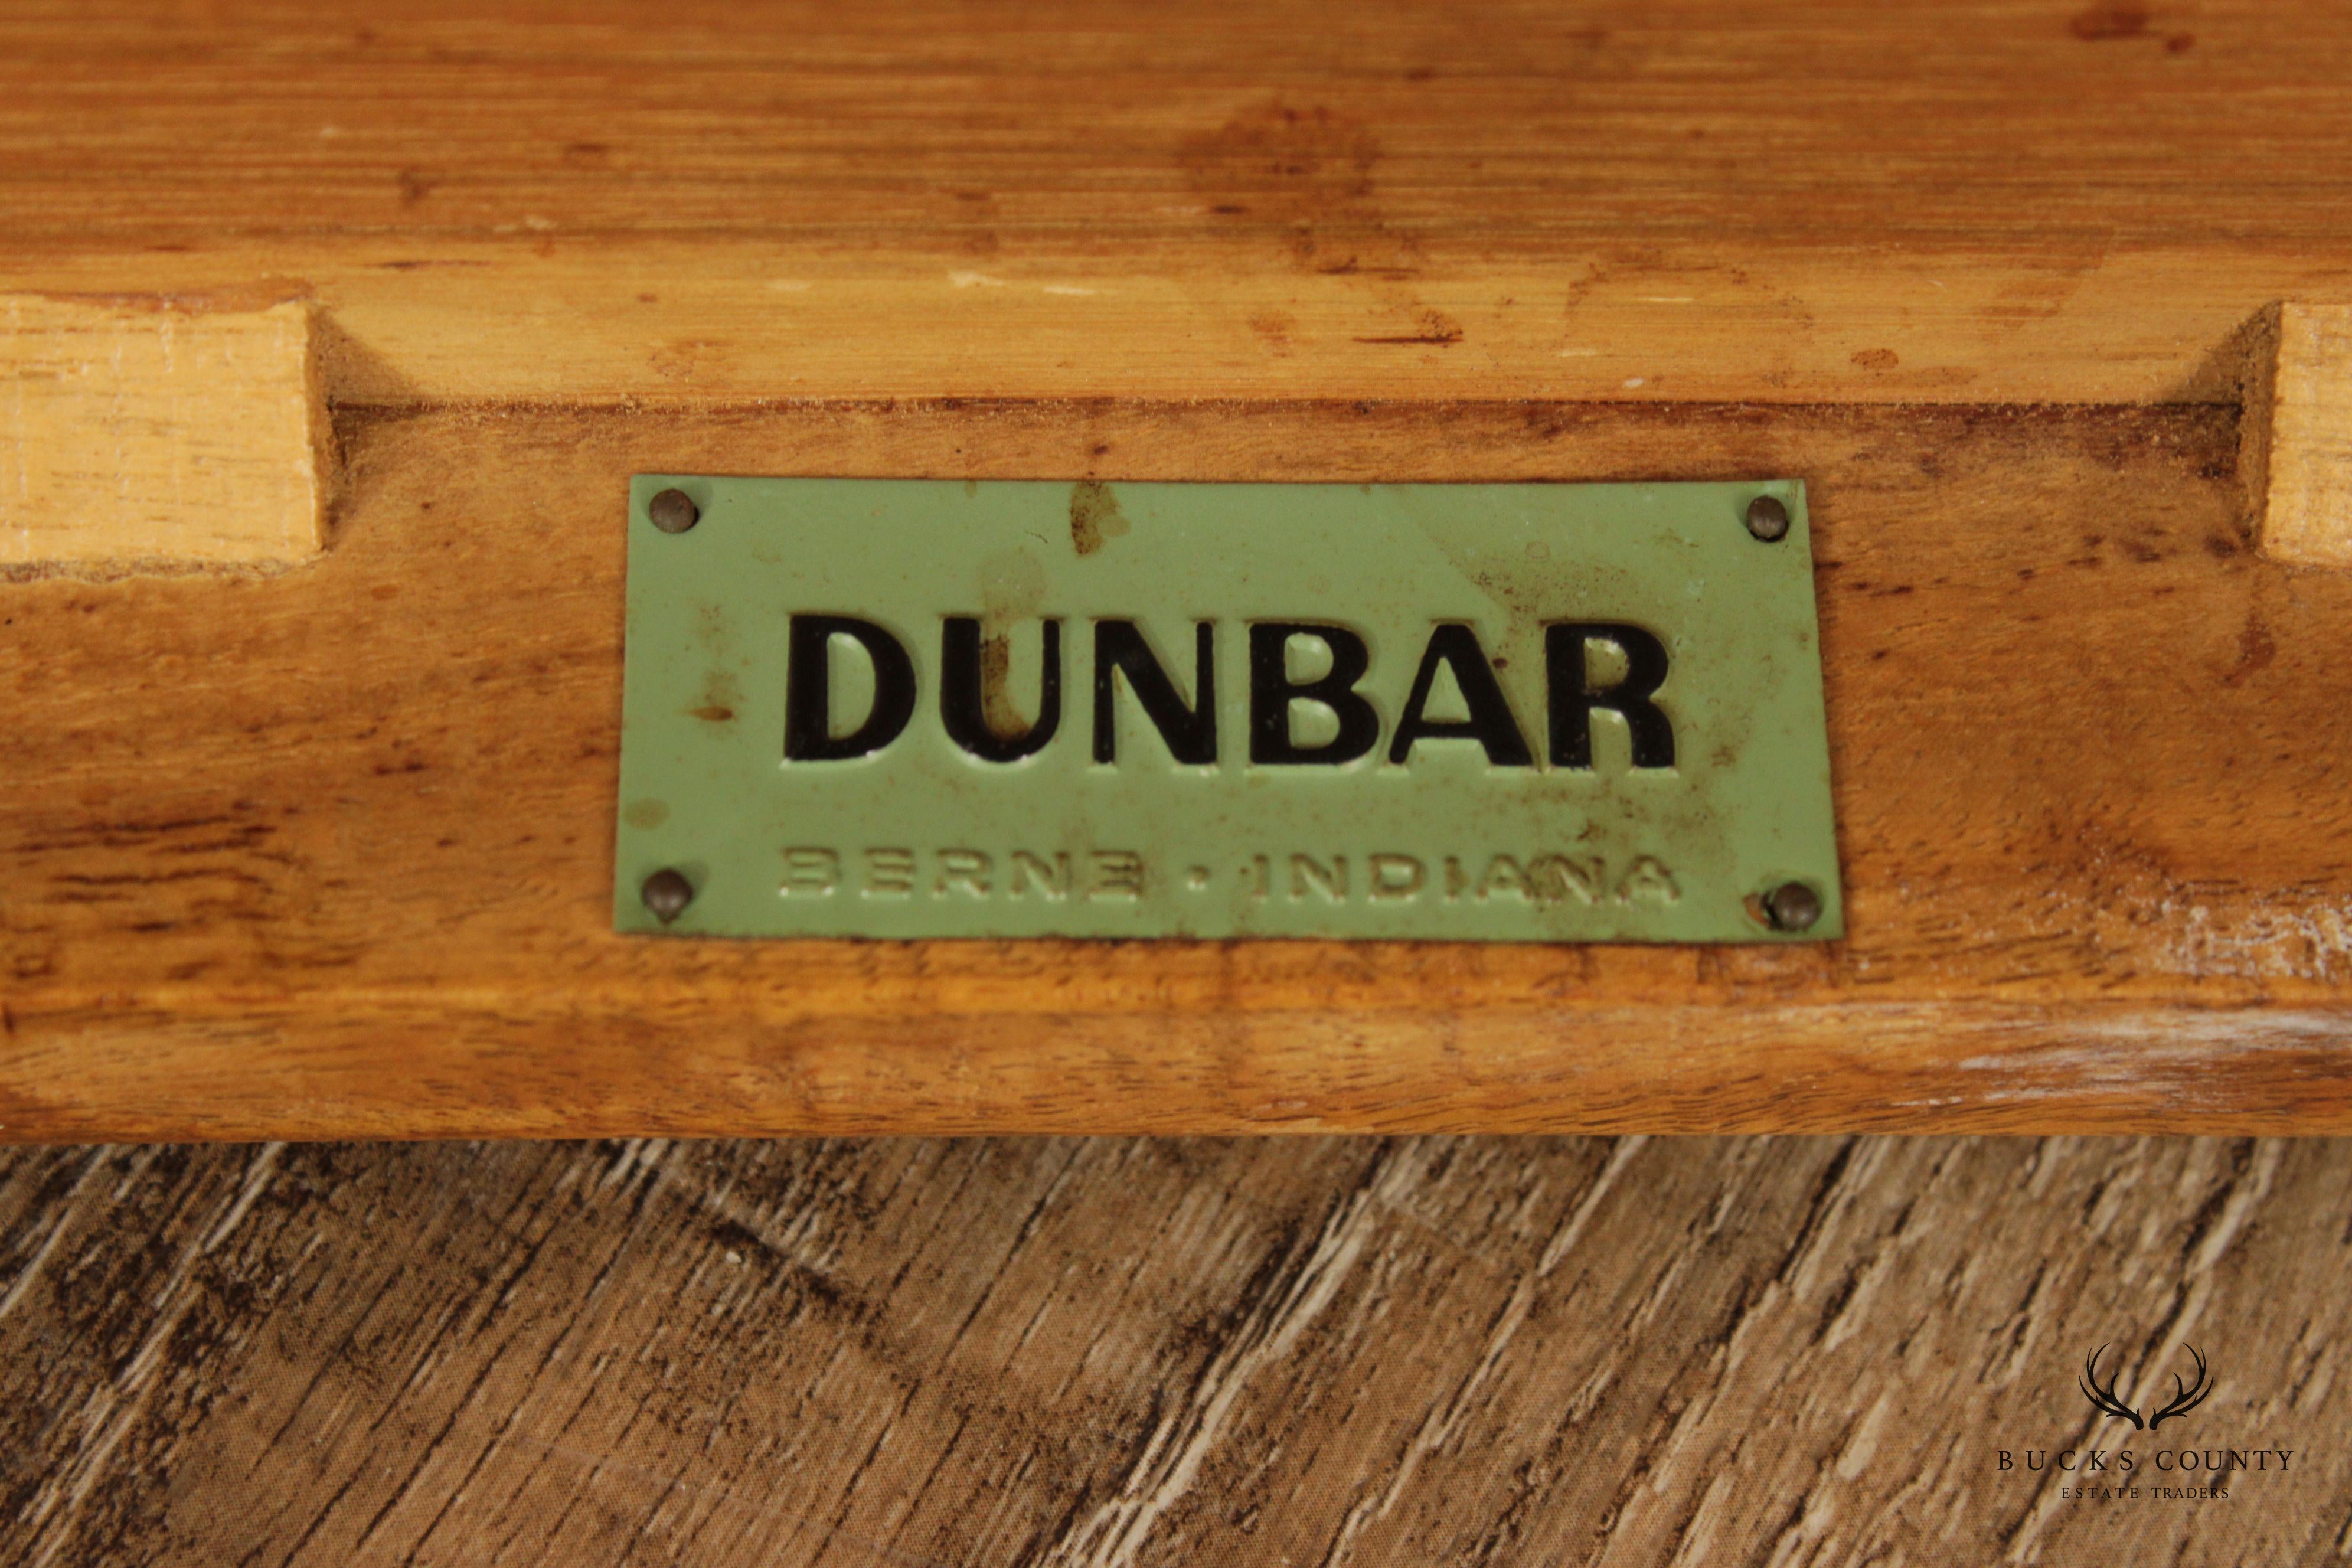 DUNBAR
BERNE · INDIANA
BUCKS COUNTY
ESTATE TRADERS